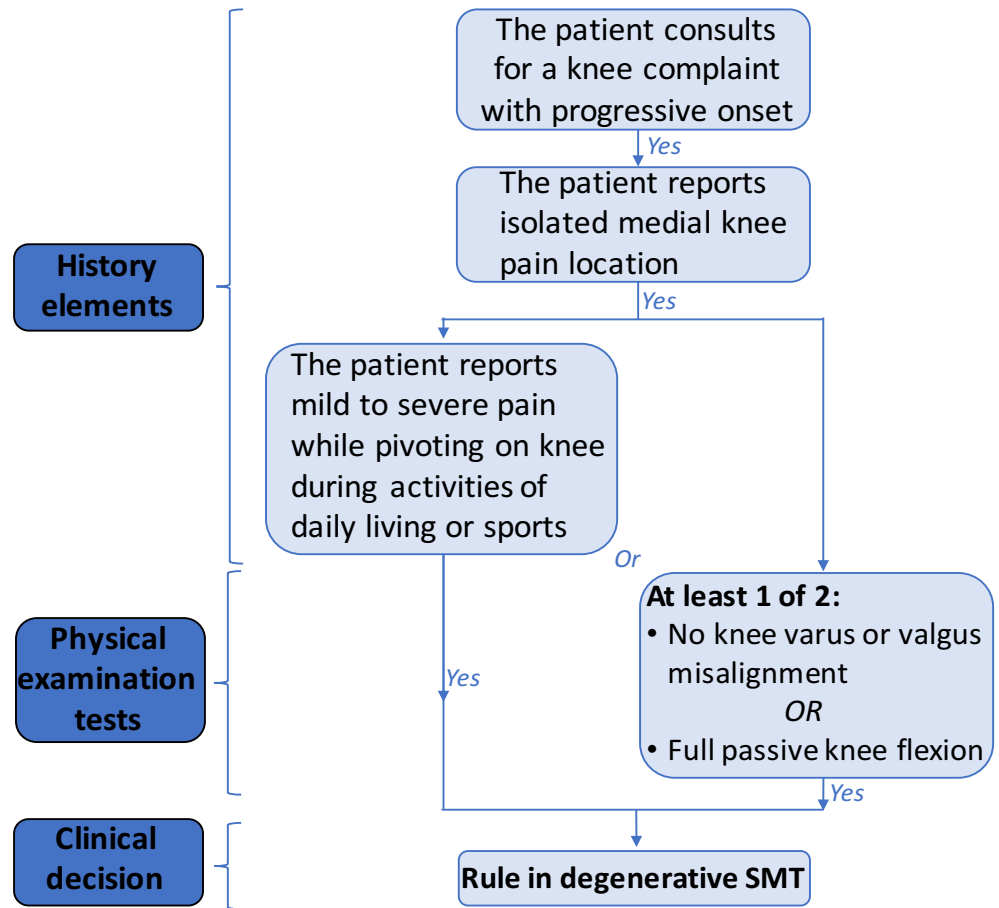 The patient consults
for a knee complaint
with progressive onset
Yes
The patient reports
isolated medial knee
pain location
Yes
History
elements
The patient reports
mild to severe pain
while pivoting on knee
during activities of
daily living or sports
Or
Physical
examination
tests
Yes
At least 1 of 2:
• No knee varus or valgus
misalignment
OR
• Full passive knee flexion
Yes
Clinical
decision
Rule in degenerative SMT